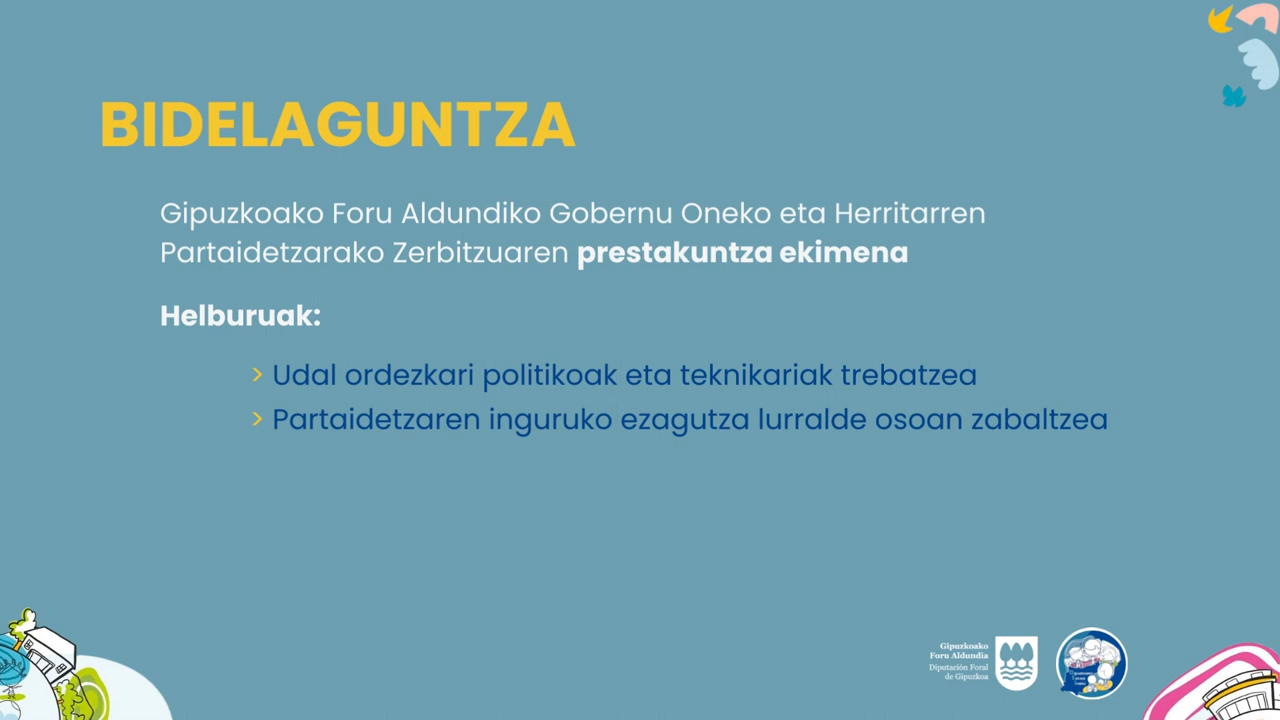 BIDELAGUNTZA
Gipuzkoako Foru Aldundiko Gobernu Oneko eta Herritarren
Partaidetzarako Zerbitzuaren prestakuntza ekimena
Helburuak:
> Udal ordezkari politikoak eta teknikariak trebatzea
> Partaidetzaren inguruko ezagutza lurralde osoan zabaltzea
Gipuzkoako
Foru Aldundia
Diputación Foral
de Gipuzkoa